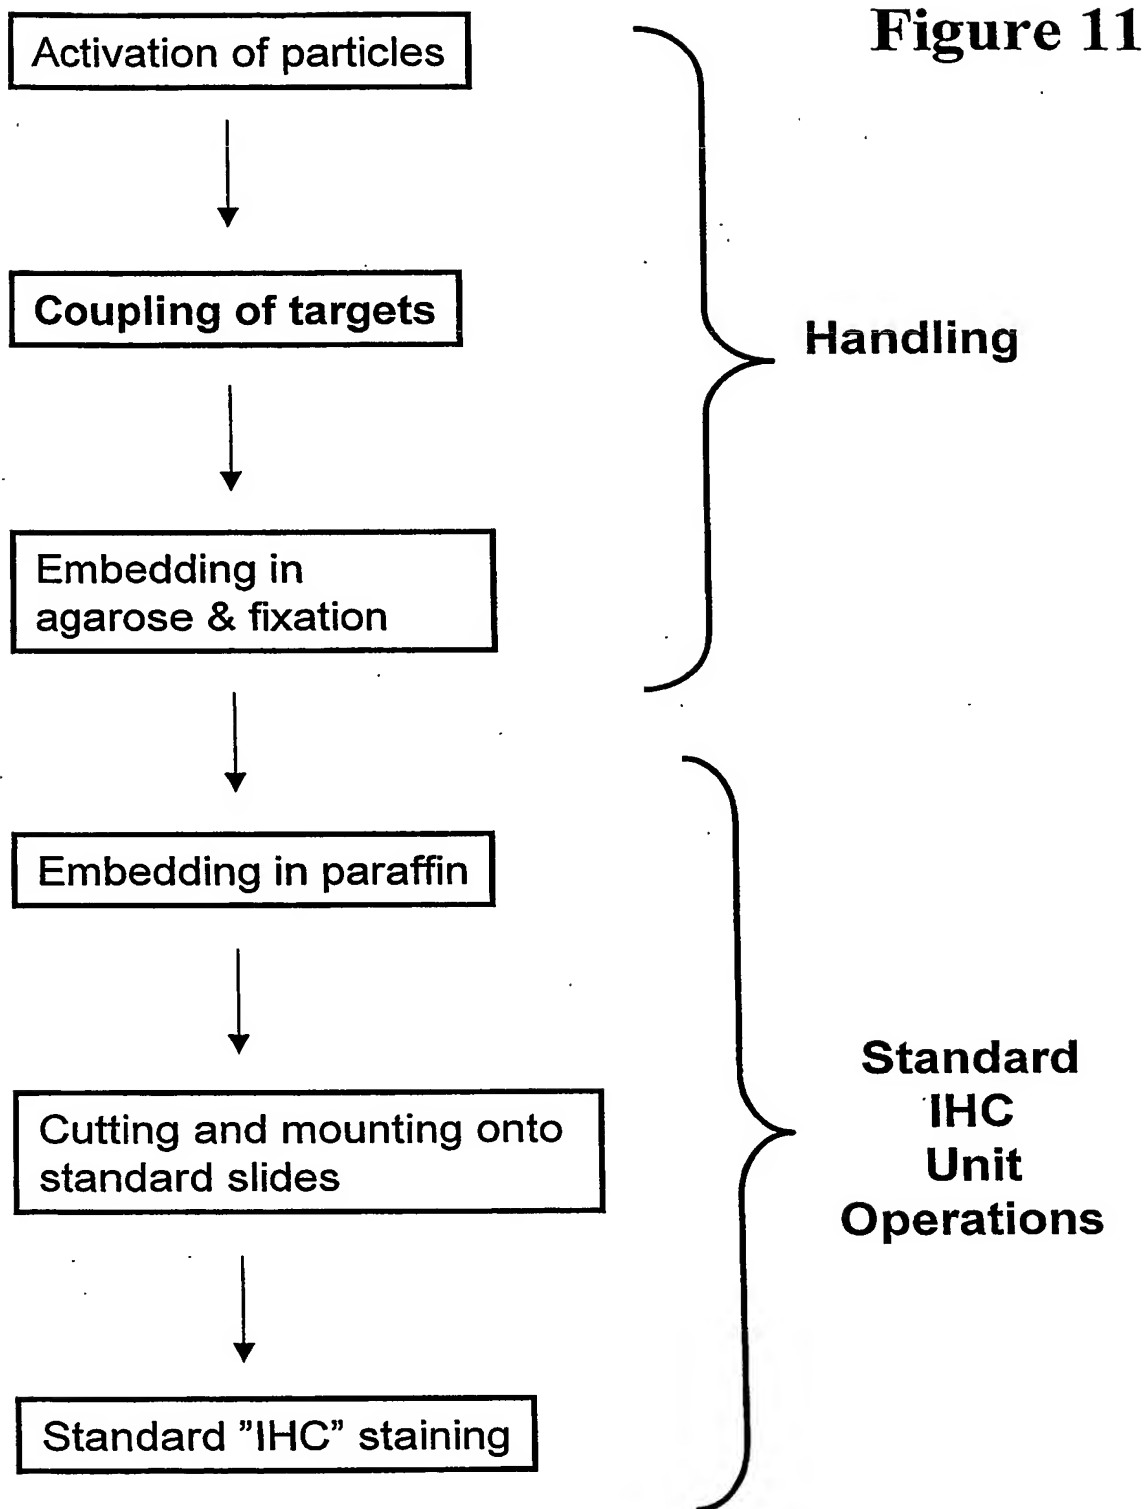 Figure 11
Activation of particles
Coupling of targets
Handling
Embedding in
agarose & fixation
Embedding in paraffin
Cutting and mounting onto
standard slides
Standard
IHC
Unit
Operations
Standard ”IHC” staining